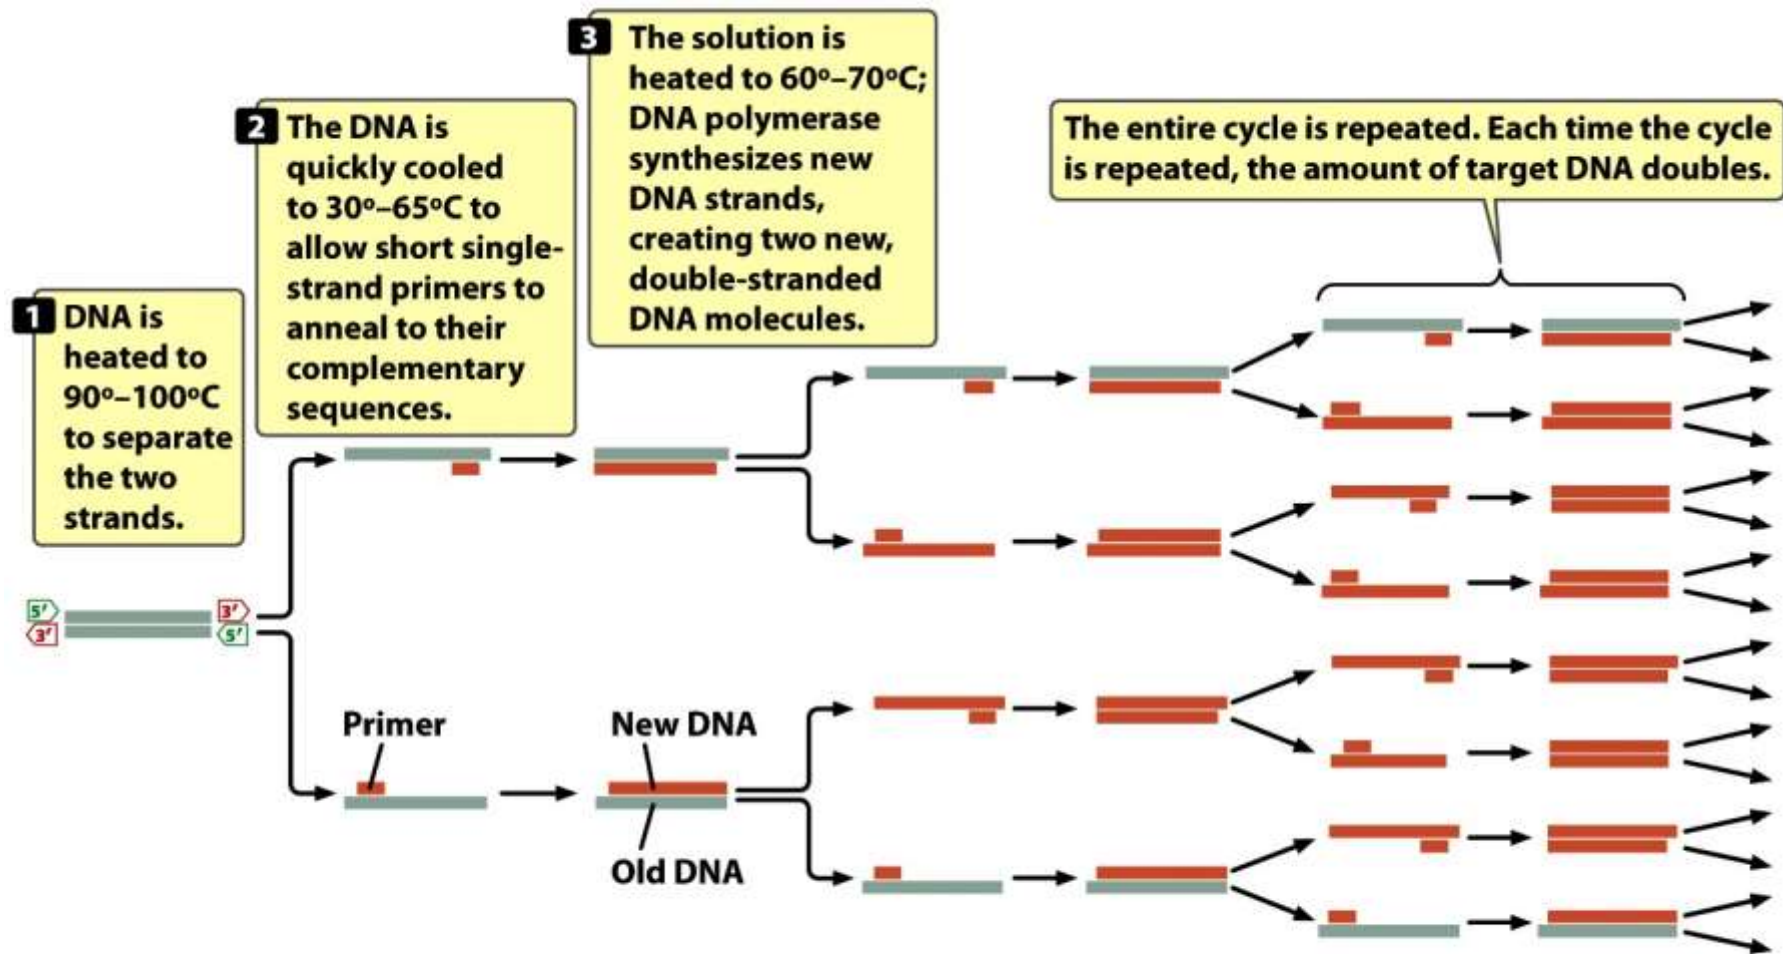 1 DNA is
heated to
90º–100ºC
to separate
the two
strands.
2 The DNA is
quickly cooled
to 30º–65ºC to
allow short single-
strand primers to
anneal to their
complementary
sequences.
3 The solution is
heated to 60º–70ºC;
DNA polymerase
synthesizes new
DNA strands,
creating two new,
double-stranded
DNA molecules.
The entire cycle is repeated. Each time the cycle
is repeated, the amount of target DNA doubles.
5′ 3′
3′ 5′
Primer
New DNA
Old DNA